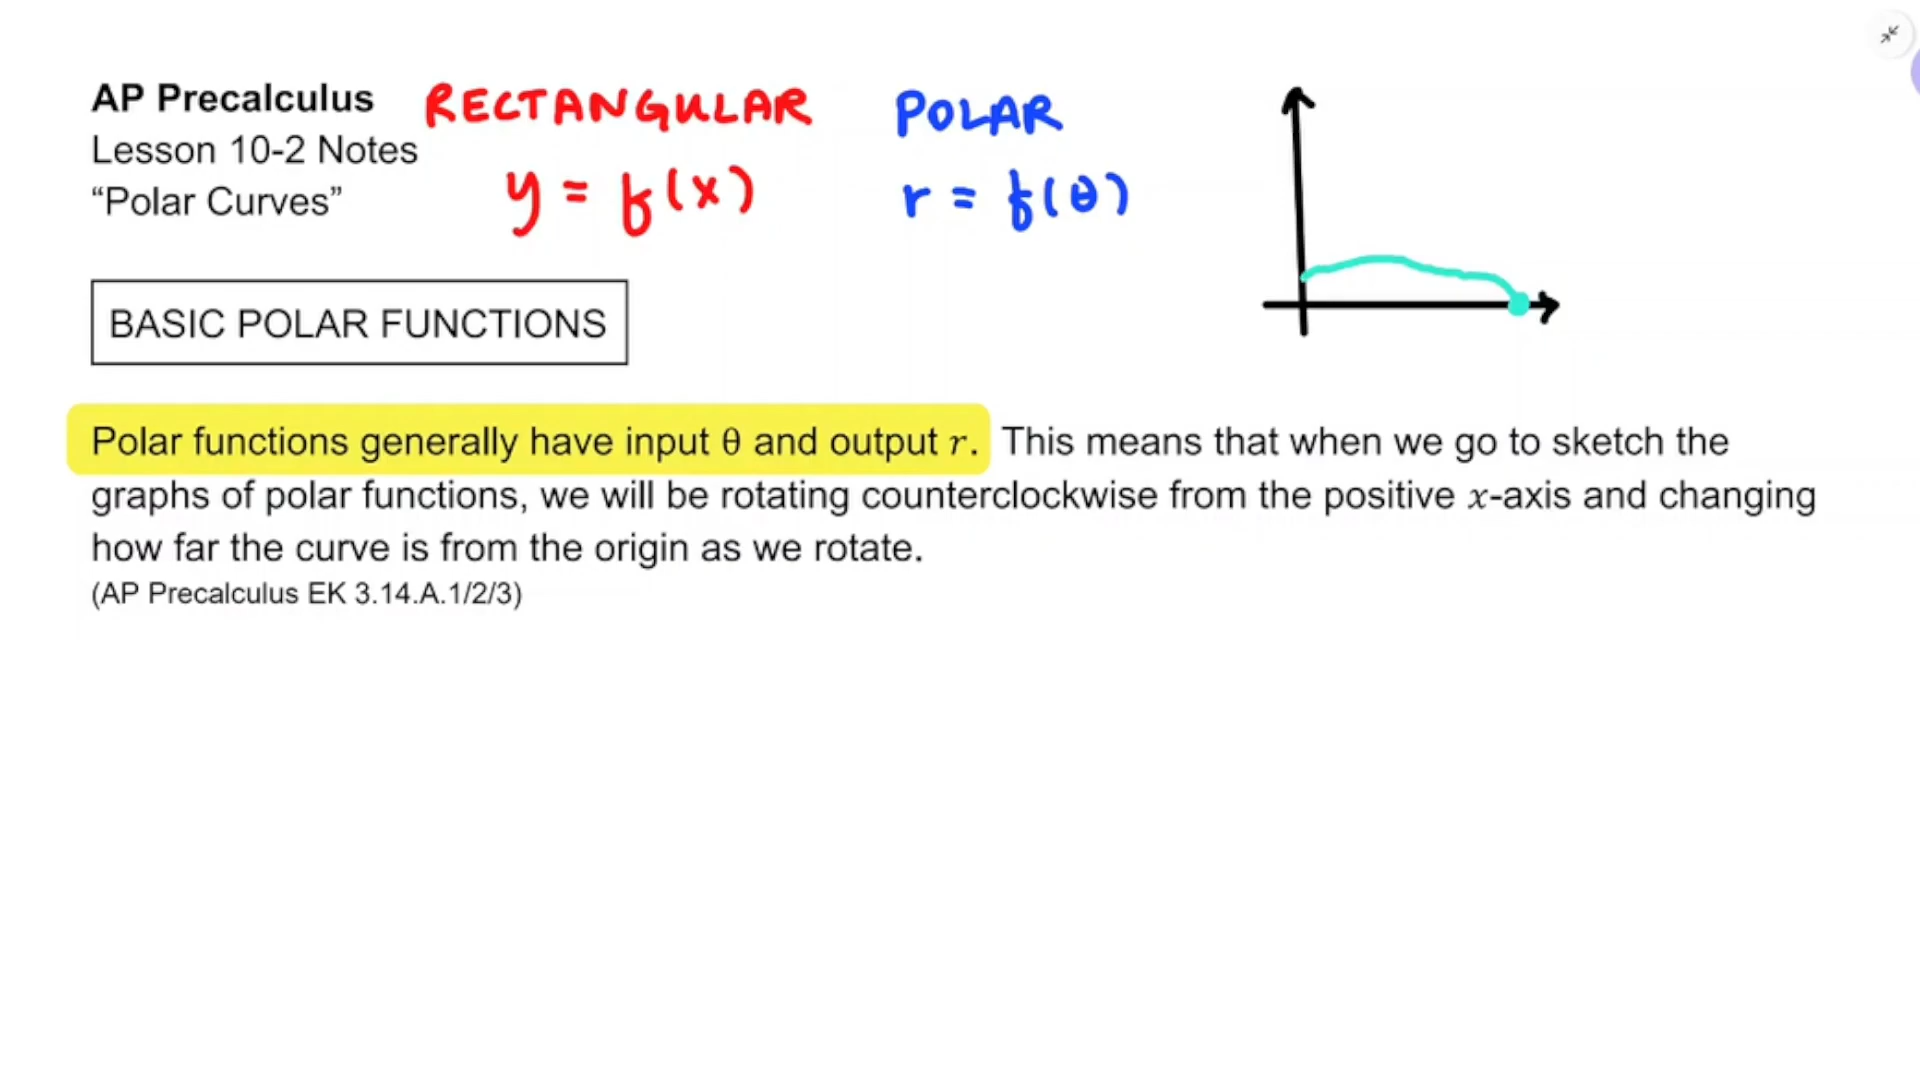 AP Precalculus RECTANGULAR POLAR
Lesson 10-2 Notes
“Polar Curves” y = f(x) r = f(θ)
BASIC POLAR FUNCTIONS
Polar functions generally have input θ and output r. This means that when we go to sketch the
graphs of polar functions, we will be rotating counterclockwise from the positive x-axis and changing
how far the curve is from the origin as we rotate.
(AP Precalculus EK 3.14.A.1/2/3)